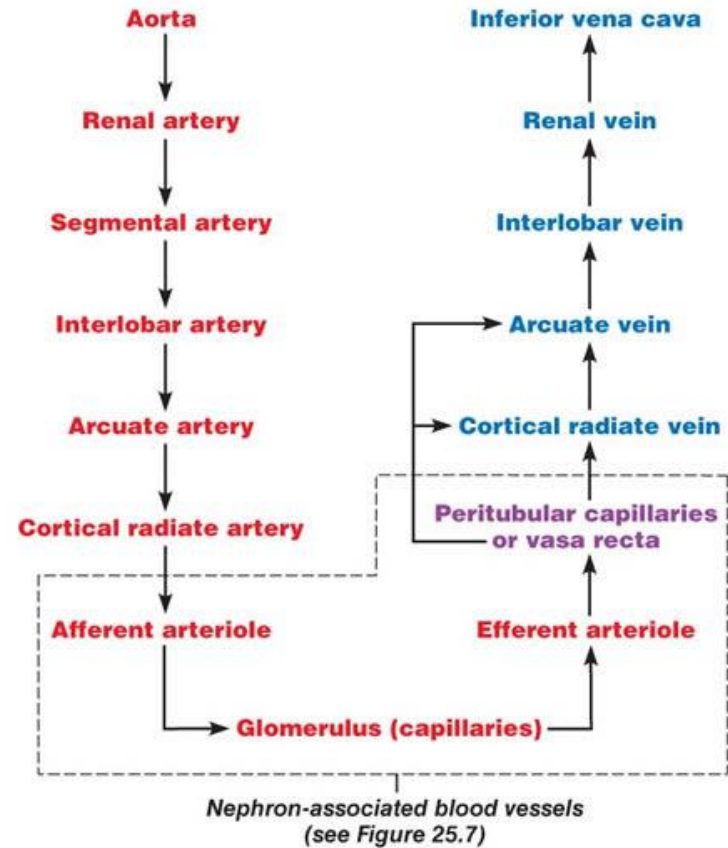 Aorta
Renal artery
Segmental artery
Interlobar artery
Arcuate artery
Cortical radiate artery
Afferent arteriole
Glomerulus (capillaries)
Efferent arteriole
Peritubular capillaries
or vasa recta
Cortical radiate vein
Arcuate vein
Interlobar vein
Renal vein
Inferior vena cava
Nephron-associated blood vessels
(see Figure 25.7)